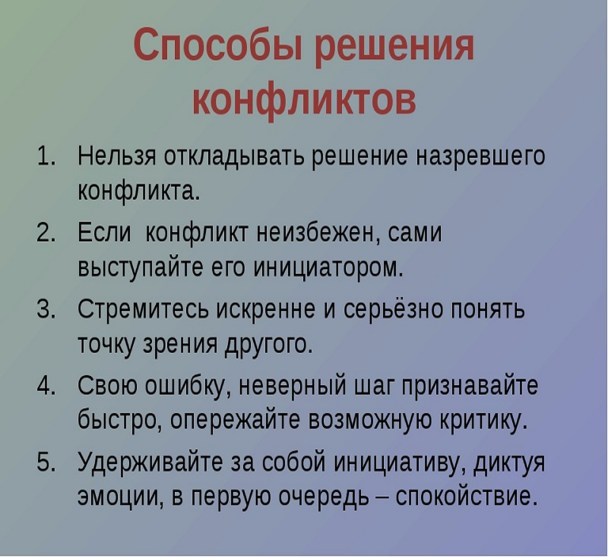 Способы решения
конфликтов
1. Нельзя откладывать решение назревшего
конфликта.
2. Если  конфликт неизбежен, сами
выступайте его инициатором.
3. Стремитесь искренне и серьёзно понять
точку зрения другого.
4. Свою ошибку, неверный шаг признавайте
быстро, опережайте возможную критику.
5. Удерживайте за собой инициативу, диктуя
эмоции, в первую очередь – спокойствие.